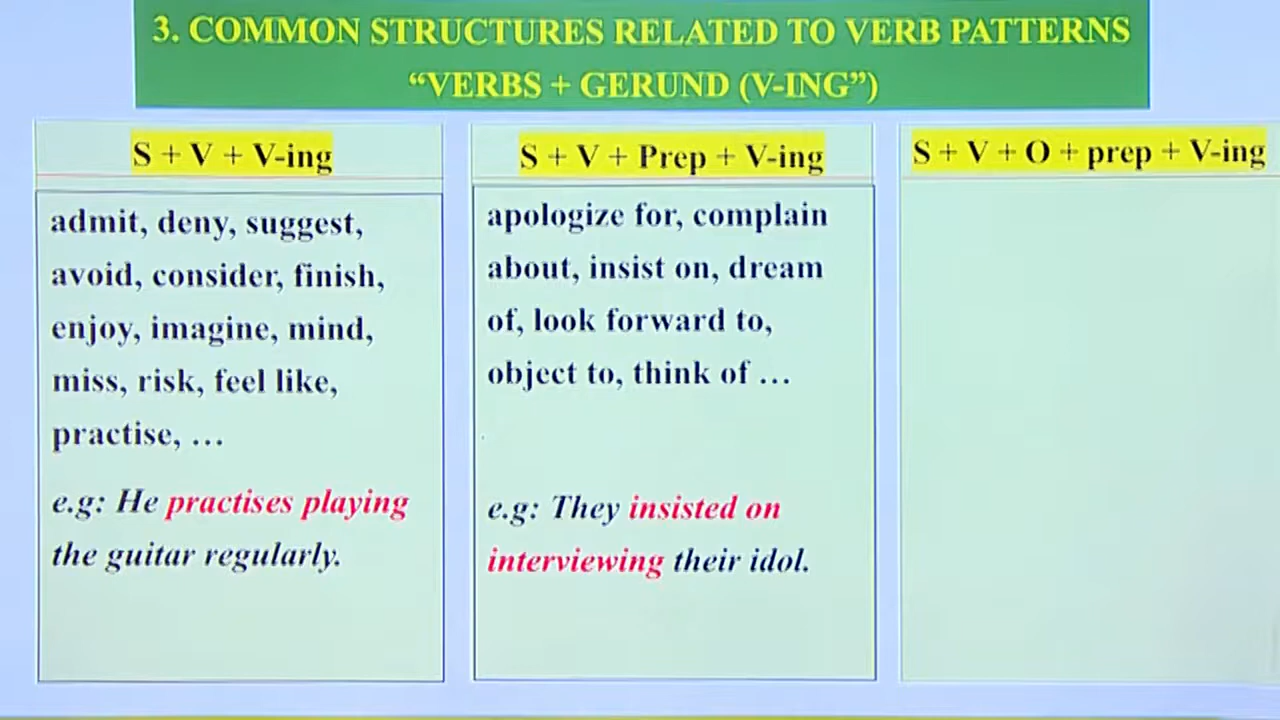 3. COMMON STRUCTURES RELATED TO VERB PATTERNS
“VERBS + GERUND (V-ING”)
S + V + V-ing
admit, deny, suggest,
avoid, consider, finish,
enjoy, imagine, mind,
miss, risk, feel like,
practise, …
e.g: He practises playing
the guitar regularly.
S + V + Prep + V-ing
apologize for, complain
about, insist on, dream
of, look forward to,
object to, think of …
e.g: They insisted on
interviewing their idol.
S + V + O + prep + V-ing